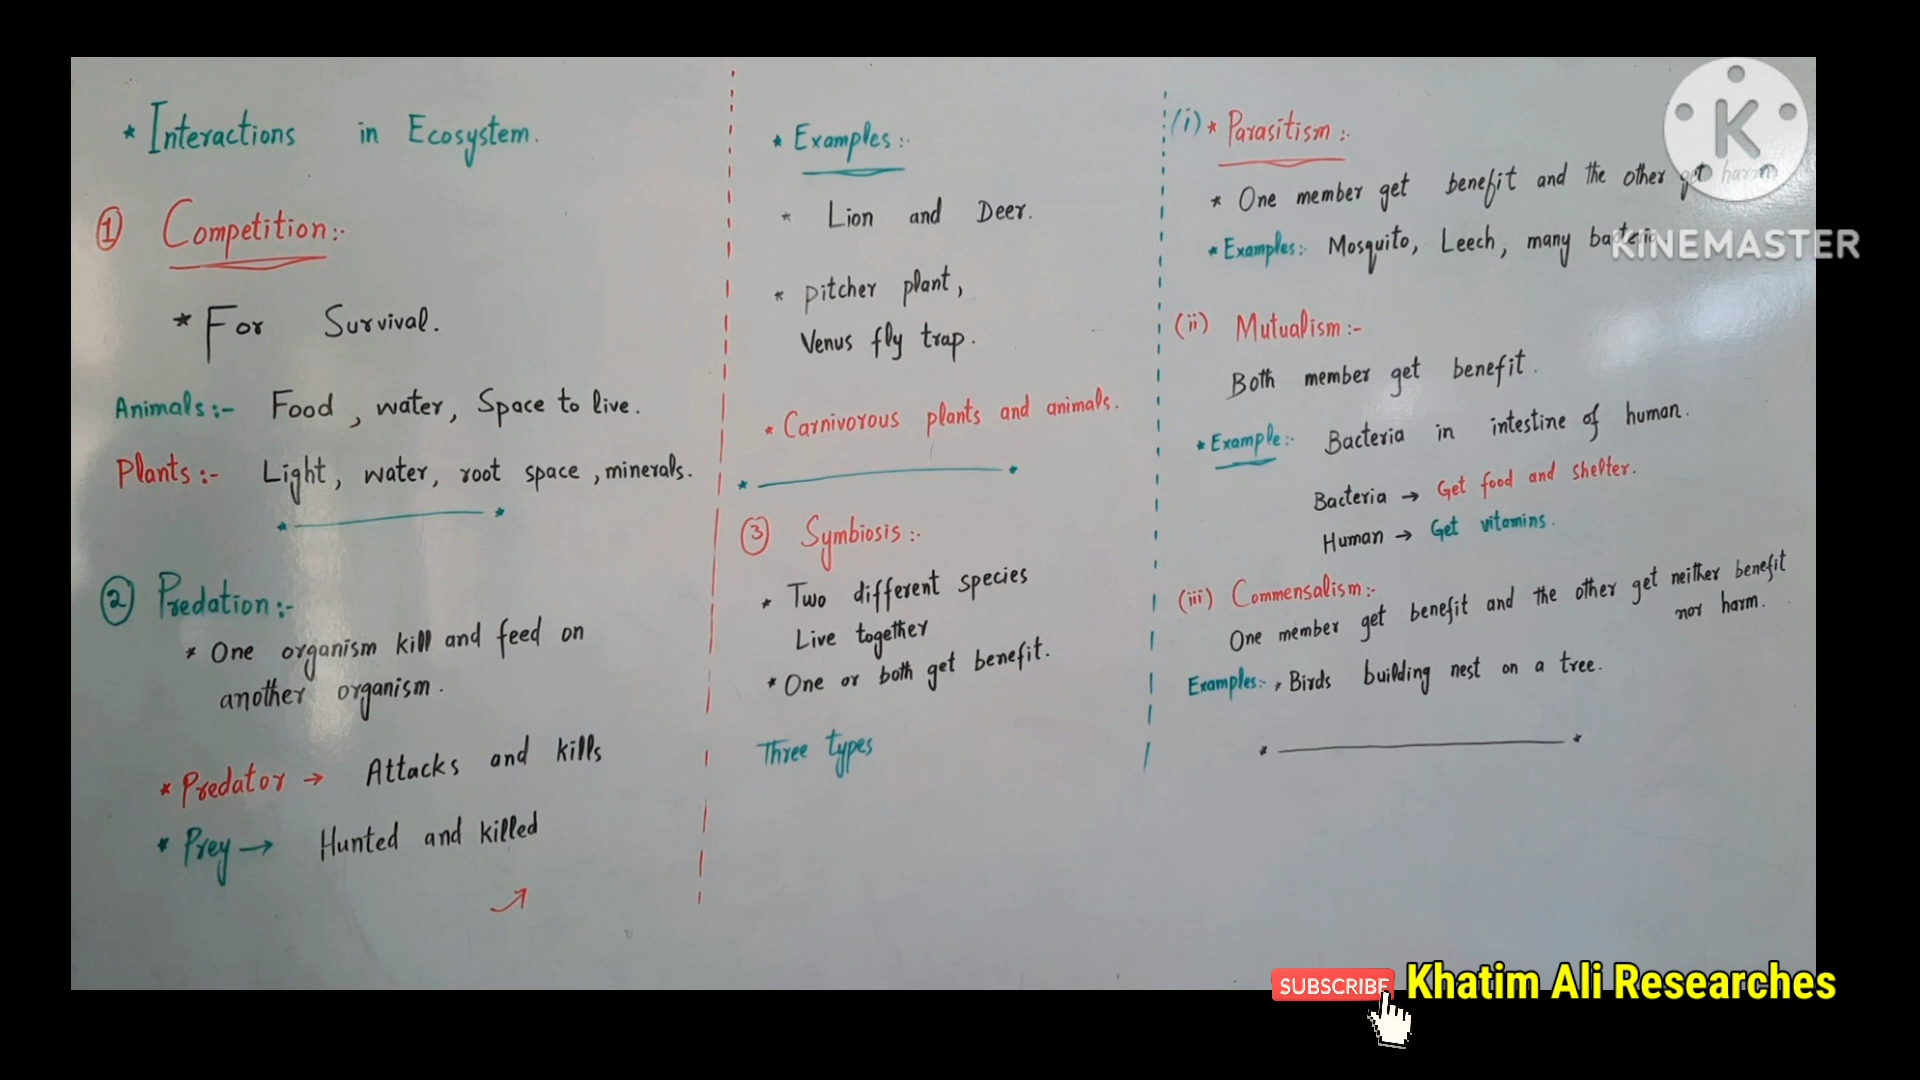 * Interactions in Ecosystem.
① Competition:-
* For Survival.
Animals:- Food, water, Space to live.
Plants:- Light, water, root space, minerals.
② Predation:-
* One organism kill and feed on
another organism.
* Predator → Attacks and kills
* Prey → Hunted and killed
* Examples:-
* Lion and Deer.
* pitcher plant,
Venus fly trap.
* Carnivorous plants and animals.
③ Symbiosis:-
* Two different species
Live together
* One or both get benefit.
Three types
(i) * Parasitism:-
* One member get benefit and the other get harm
* Examples:- Mosquito, Leech, many bacteria
(ii) Mutualism:-
Both member get benefit.
* Example:- Bacteria in intestine of human.
Bacteria → Get food and shelter.
Human → Get vitamins.
(iii) Commensalism:-
One member get benefit and the other get neither benefit
nor harm.
Examples:- * Birds building nest on a tree.
K
KINEMASTER
SUBSCRIBE
Khatim Ali Researches